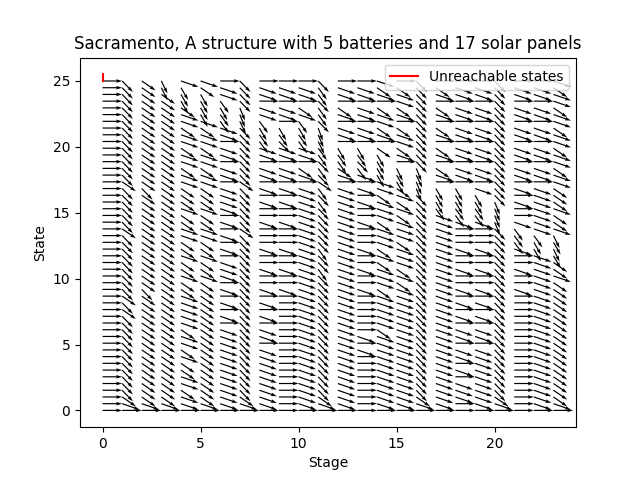 Sacramento, A structure with 5 batteries and 17 solar panels
Unreachable states
25
20
15
10
5
0
State
0 5 10 15 20
Stage